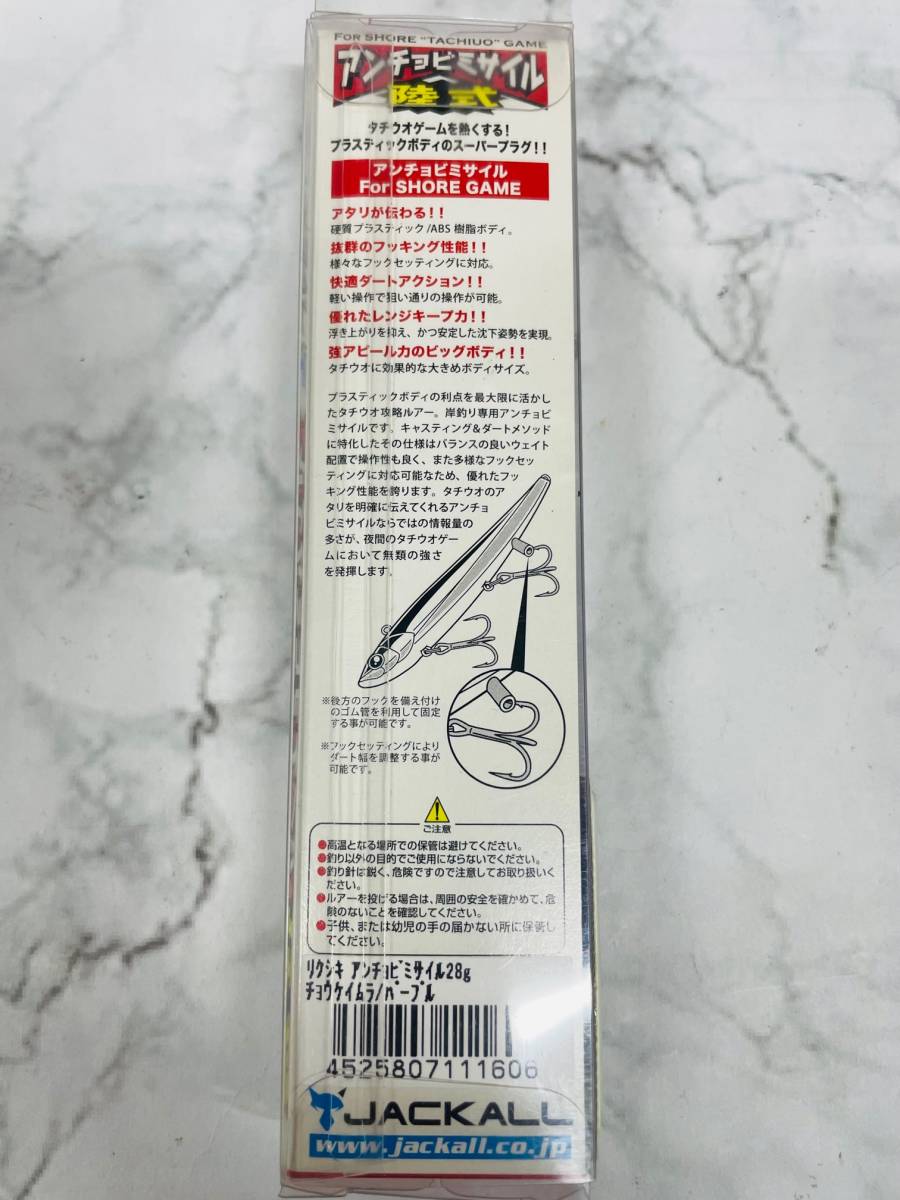 FOR SHORE "TACHIUO" GAME
アンチョビミサイル
陸式
タチウオゲームを熱くする!
プラスティックボディのスーパープラグ!!
アンチョビミサイル
For SHORE GAME
アタリが伝わる!!
硬質プラスティック/ABS 樹脂ボディ。
抜群のフッキング性能!!
様々なフックセッティングに対応。
快適ダートアクション!!
軽い操作で狙い通りの操作が可能。
優れたレンジキープ力!!
浮き上がりを抑え、かつ安定した沈下姿勢を実現。
強アピール力のビッグボディ!!
タチウオに効果的な大きめボディサイズ。
プラスティックボディの利点を最大限に活かし
たタチウオ攻略ルアー。岸釣り専用アンチョビ
ミサイルです。キャスティング&ダートメソッド
に特化したその仕様はバランスの良いウェイト
配置で操作性も良く、また多様なフックセッ
ティングに対応可能なため、優れたフッ
キング性能を誇ります。タチウオのア
タリを明確に伝えてくれるアンチョ
ビミサイルならではの情報量の
多さが、夜間のタチウオゲー
ムにおいて無類の強さ
を発揮します。
※後方のフックを備え付け
のゴム管を利用して固定
する事が可能です。
※フックセッティングにより
ダート幅を調整する事が
可能です。
ご注意
●高温となる場所での保管は避けてください。
●釣り以外の目的でご使用にならないでください。
●釣り針は鋭く、危険ですので注意してお取り扱いく
ださい。
●ルアーを投げる場合は、周囲の安全を確かめて、危
険のないことを確認してください。
●子供、または幼児の手の届かない所に保管し
てください。
リクシキ アンチョビミサイル28g
チョウケイムラ/パープル
4525807111606
JACKALL
www.jackall.co.jp